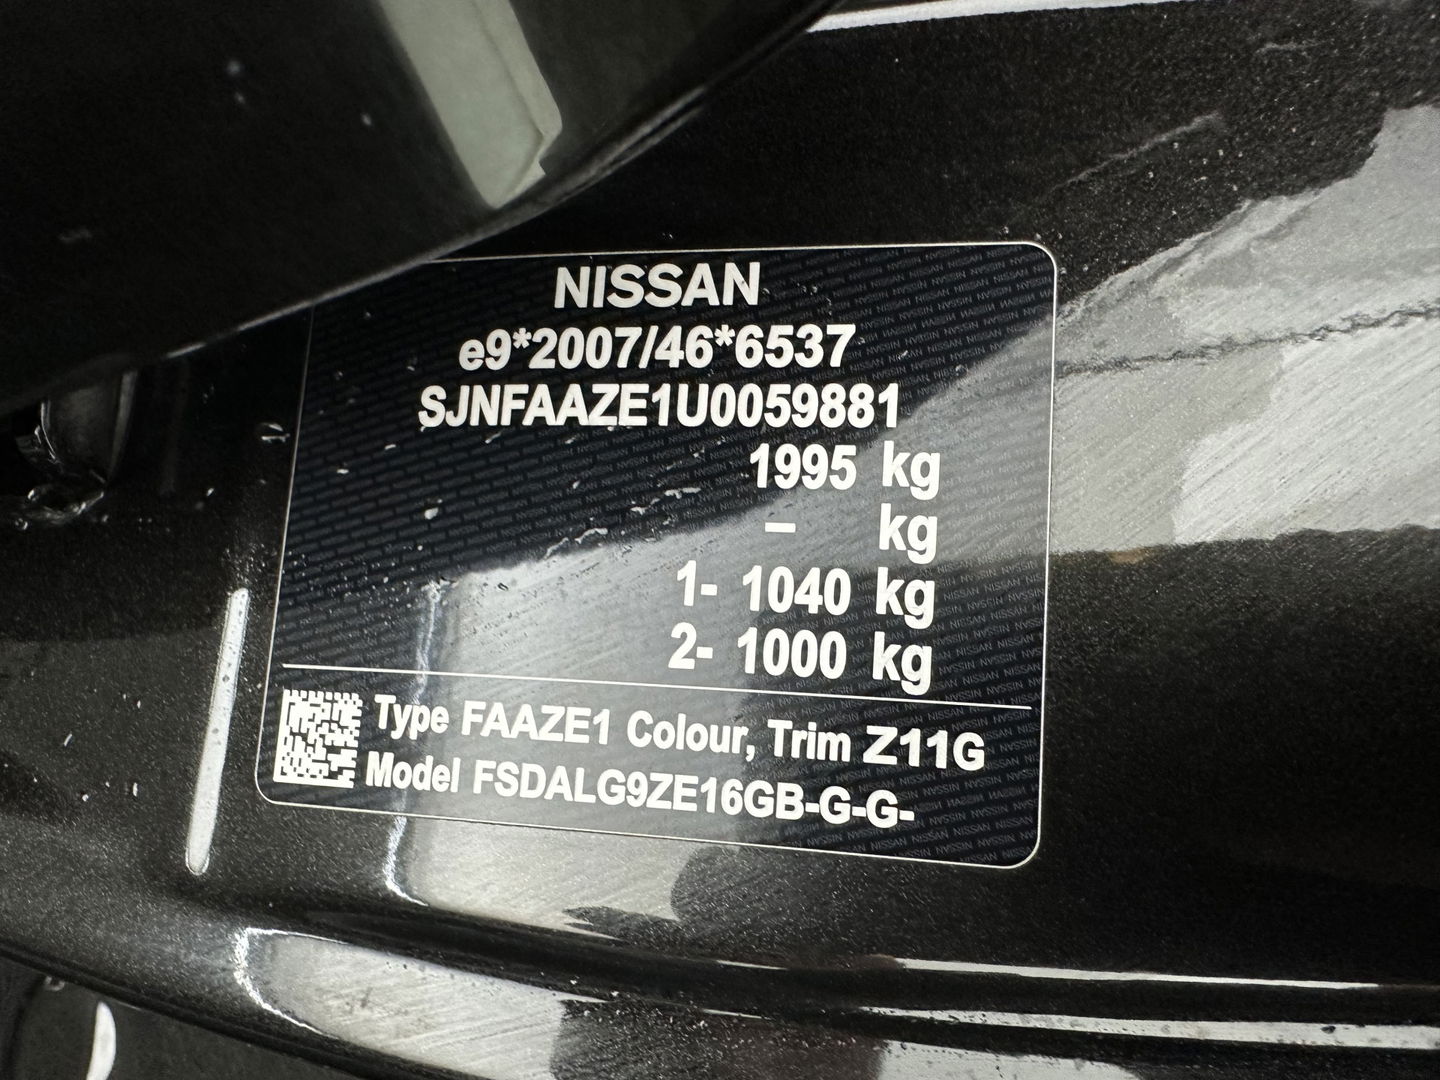 NISSAN
e9*2007/46*6537
SJNFAAZE1U0059881
1995 kg
– kg
1- 1040 kg
2- 1000 kg
Type FAAZE1 Colour, Trim Z11G
Model FSDALG9ZE16GB-G-G-